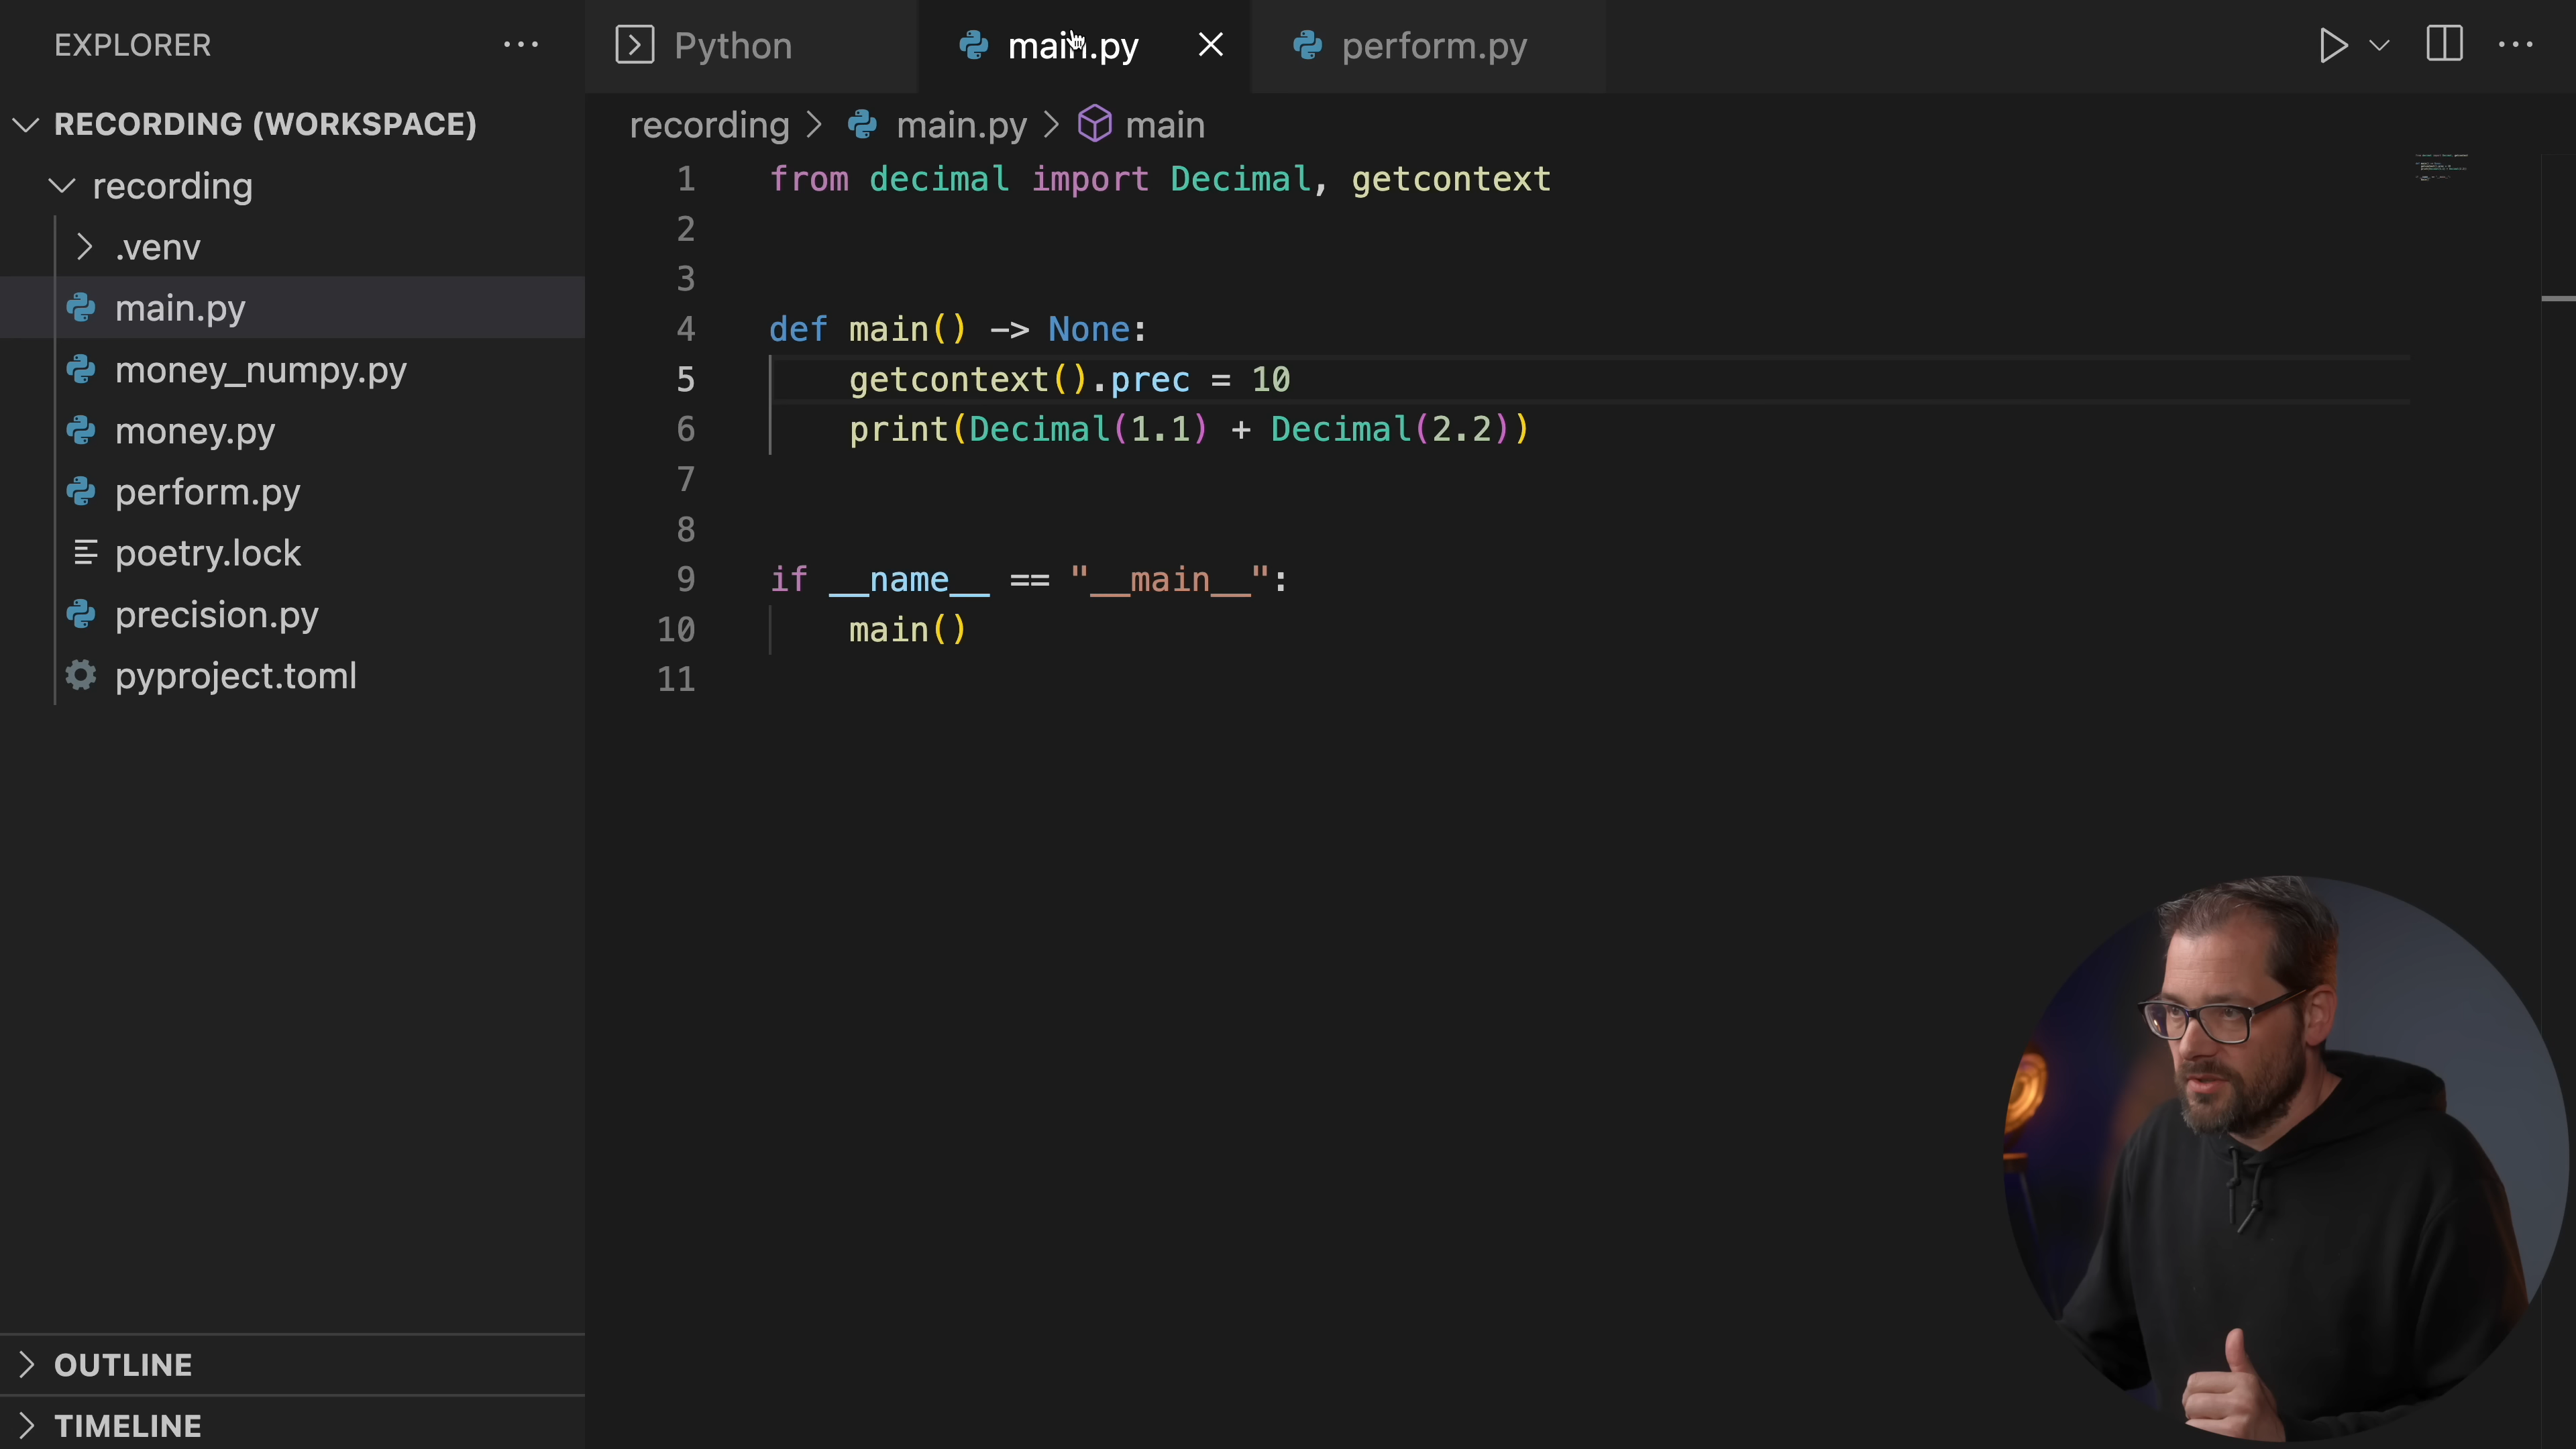 EXPLORER
RECORDING (WORKSPACE)
recording
.venv
main.py
money_numpy.py
money.py
perform.py
poetry.lock
precision.py
pyproject.toml
OUTLINE
TIMELINE
Python
main.py
perform.py
recording > main.py > main
1 from decimal import Decimal, getcontext
2
3
4 def main() -> None:
5 getcontext().prec = 10
6 print(Decimal(1.1) + Decimal(2.2))
7
8
9 if __name__ == "__main__":
10 main()
11